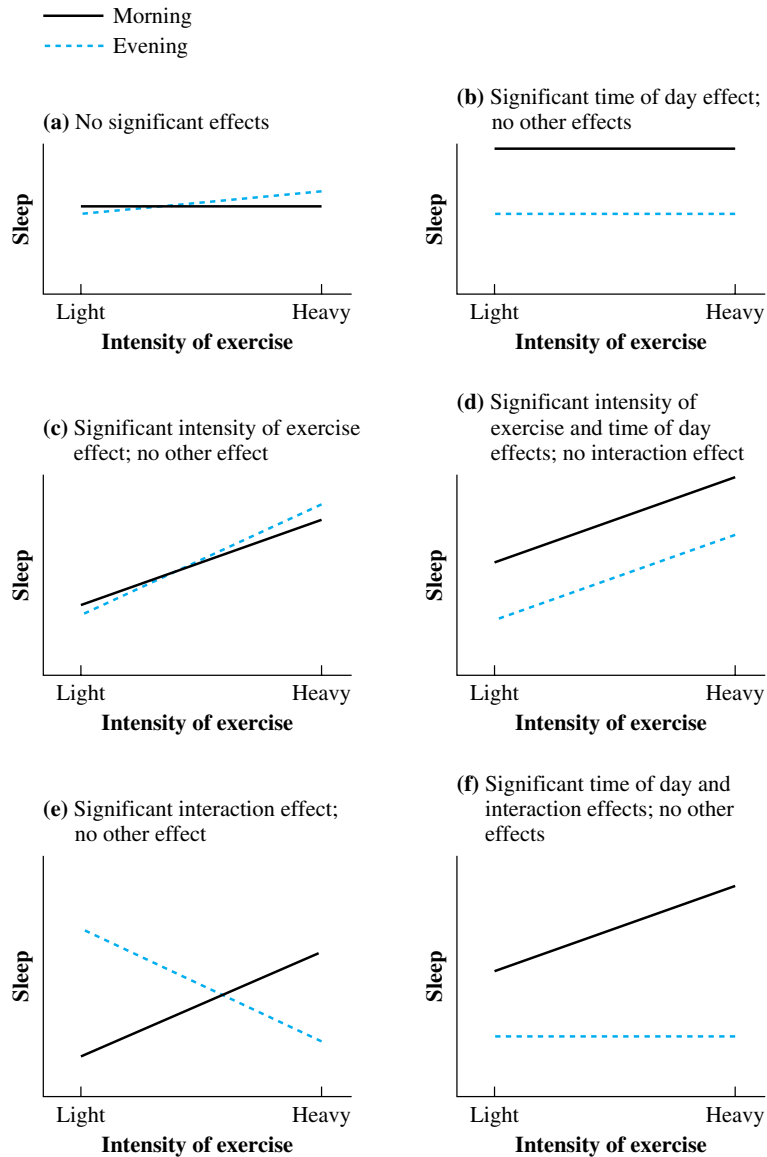 Morning
Evening
(a) No significant effects
Sleep
Light
Heavy
Intensity of exercise
(b) Significant time of day effect;
no other effects
Sleep
Light
Heavy
Intensity of exercise
(c) Significant intensity of exercise
effect; no other effect
Sleep
Light
Heavy
Intensity of exercise
(d) Significant intensity of
exercise and time of day
effects; no interaction effect
Sleep
Light
Heavy
Intensity of exercise
(e) Significant interaction effect;
no other effect
Sleep
Light
Heavy
Intensity of exercise
(f) Significant time of day and
interaction effects; no other
effects
Sleep
Light
Heavy
Intensity of exercise